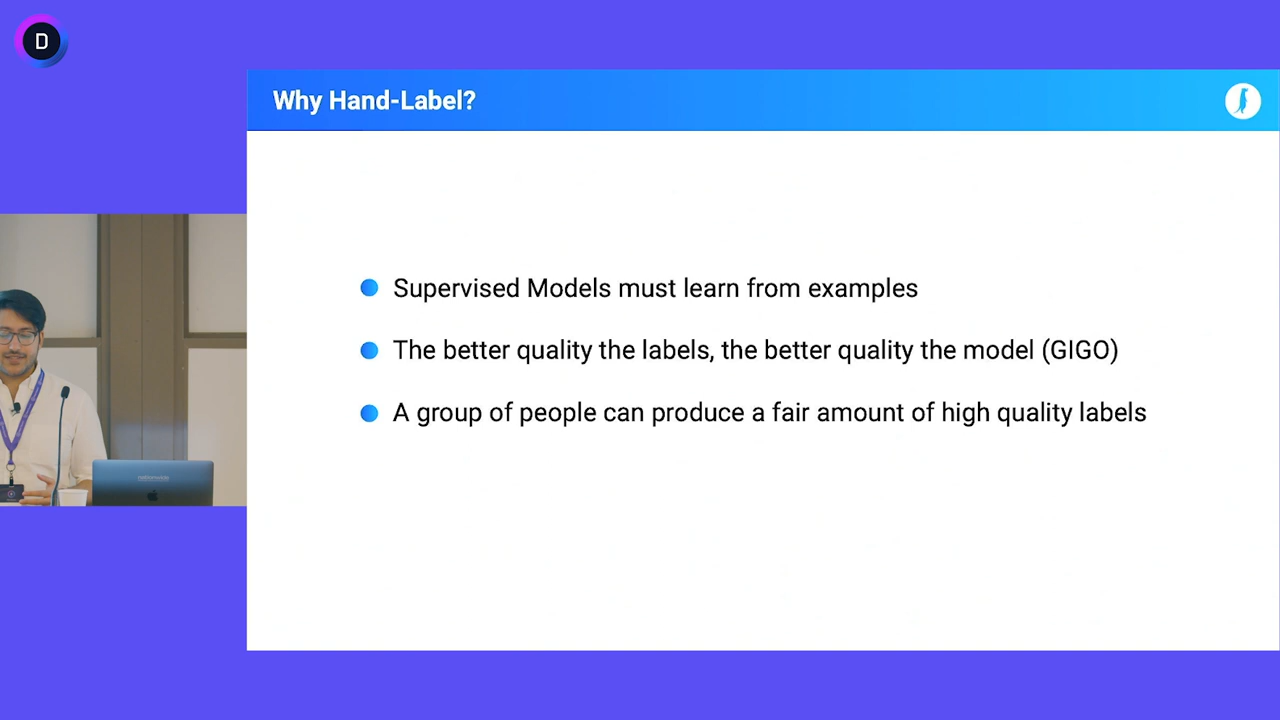 D
Why Hand-Label?
Supervised Models must learn from examples
The better quality the labels, the better quality the model (GIGO)
A group of people can produce a fair amount of high quality labels